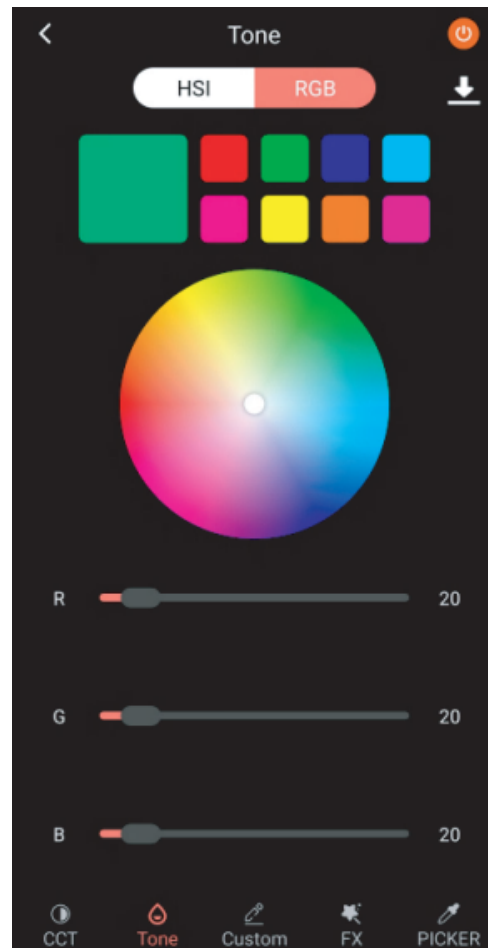 Tone
HSI RGB
R 20
G 20
B 20
CCT Tone Custom FX PICKER